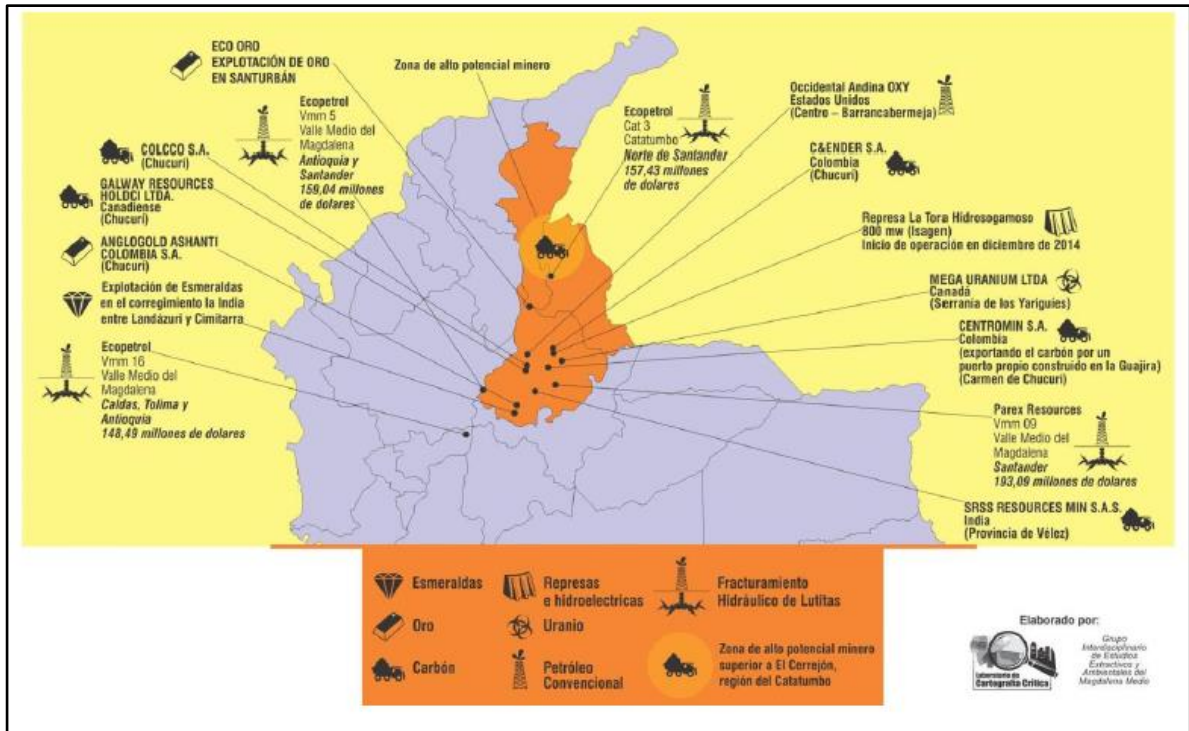 ECO ORO
EXPLOTACIÓN DE ORO
EN SANTURBÁN
Zona de alto potencial minero
Ecopetrol
Vmm 5
Valle Medio del
Magdalena
Antioquia y
Santander
159,04 millones
de dolares
COLCCO S.A.
(Chucurí)
GALWAY RESOURCES
HOLDCI LTDA.
Canadiense
(Chucurí)
ANGLOGOLD ASHANTI
COLOMBIA S.A.
(Chucurí)
Explotación de Esmeraldas
en el corregimiento la India
entre Landázuri y Cimitarra
Ecopetrol
Vmm 16
Valle Medio del
Magdalena
Caldas, Tolima y
Antioquia
148,49 millones de dolares
Ecopetrol
Cat 3
Catatumbo
Norte de Santander
157,43 millones
de dolares
Occidental Andina OXY
Estados Unidos
(Centro – Barrancabermeja)
C&ENDER S.A.
Colombia
(Chucurí)
Represa La Tora Hidrosogamoso
800 mw (Isagen)
Inicio de operación en diciembre de 2014
MEGA URANIUM LTDA
Canadá
(Serranía de los Yariguies)
CENTROMIN S.A.
Colombia
(exportando el carbón por un
puerto propio construido en la Guajira)
(Carmen de Chucurí)
Parex Resources
Vmm 09
Valle Medio del
Magdalena
Santander
193,09 millones de dolares
SRSS RESOURCES MIN S.A.S.
India
(Provincia de Vélez)
Esmeraldas
Oro
Carbón
Represas
e hidroelectricas
Uranio
Petróleo
Convencional
Fracturamiento
Hidráulico de Lutitas
Zona de alto potencial minero
superior a El Cerrejón,
región del Catatumbo
Elaborado por:
Laboratorio de
Cartografía Crítica
Grupo
Interdisciplinario
de Estudios
Extractivos y
Ambientales del
Magdalena Medio